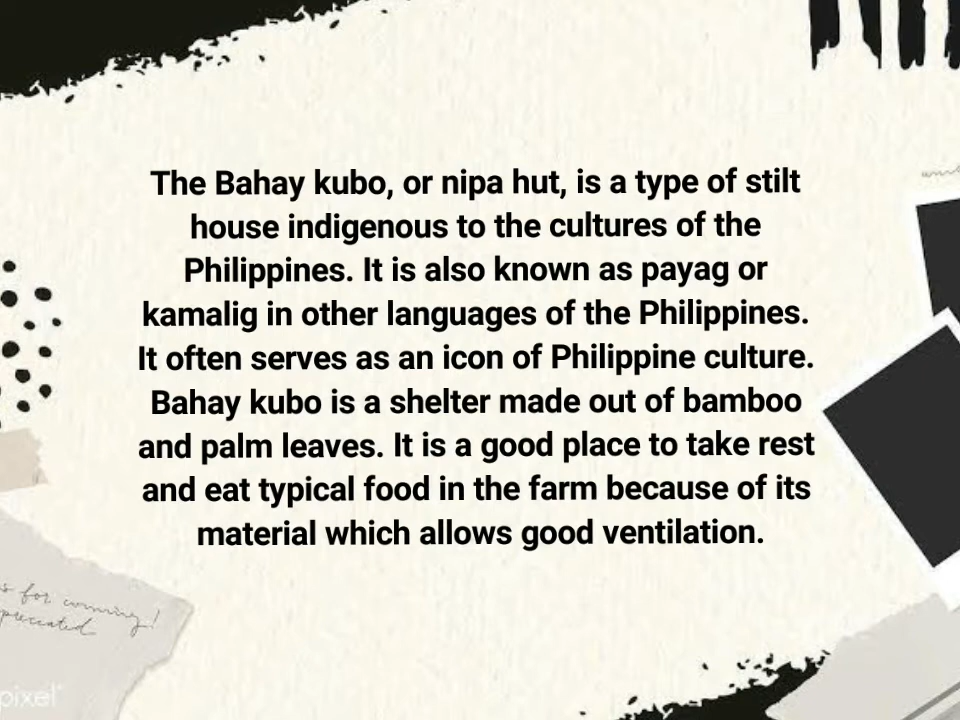 The Bahay kubo, or nipa hut, is a type of stilt
house indigenous to the cultures of the
Philippines. It is also known as payag or
kamalig in other languages of the Philippines.
It often serves as an icon of Philippine culture.
Bahay kubo is a shelter made out of bamboo
and palm leaves. It is a good place to take rest
and eat typical food in the farm because of its
material which allows good ventilation.
for coming!
pixel